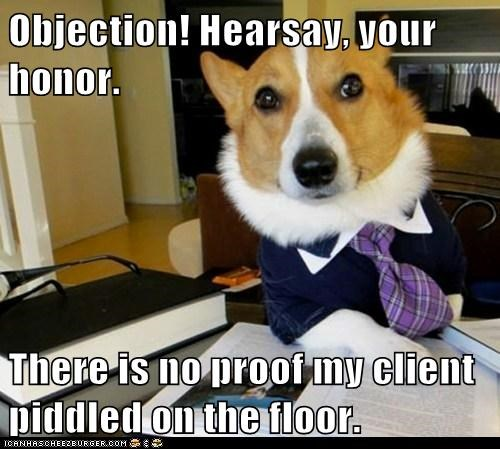 Objection! Hearsay, your
honor.
There is no proof my client
piddled on the floor.
ICANHASCHEEZBURGER.COM